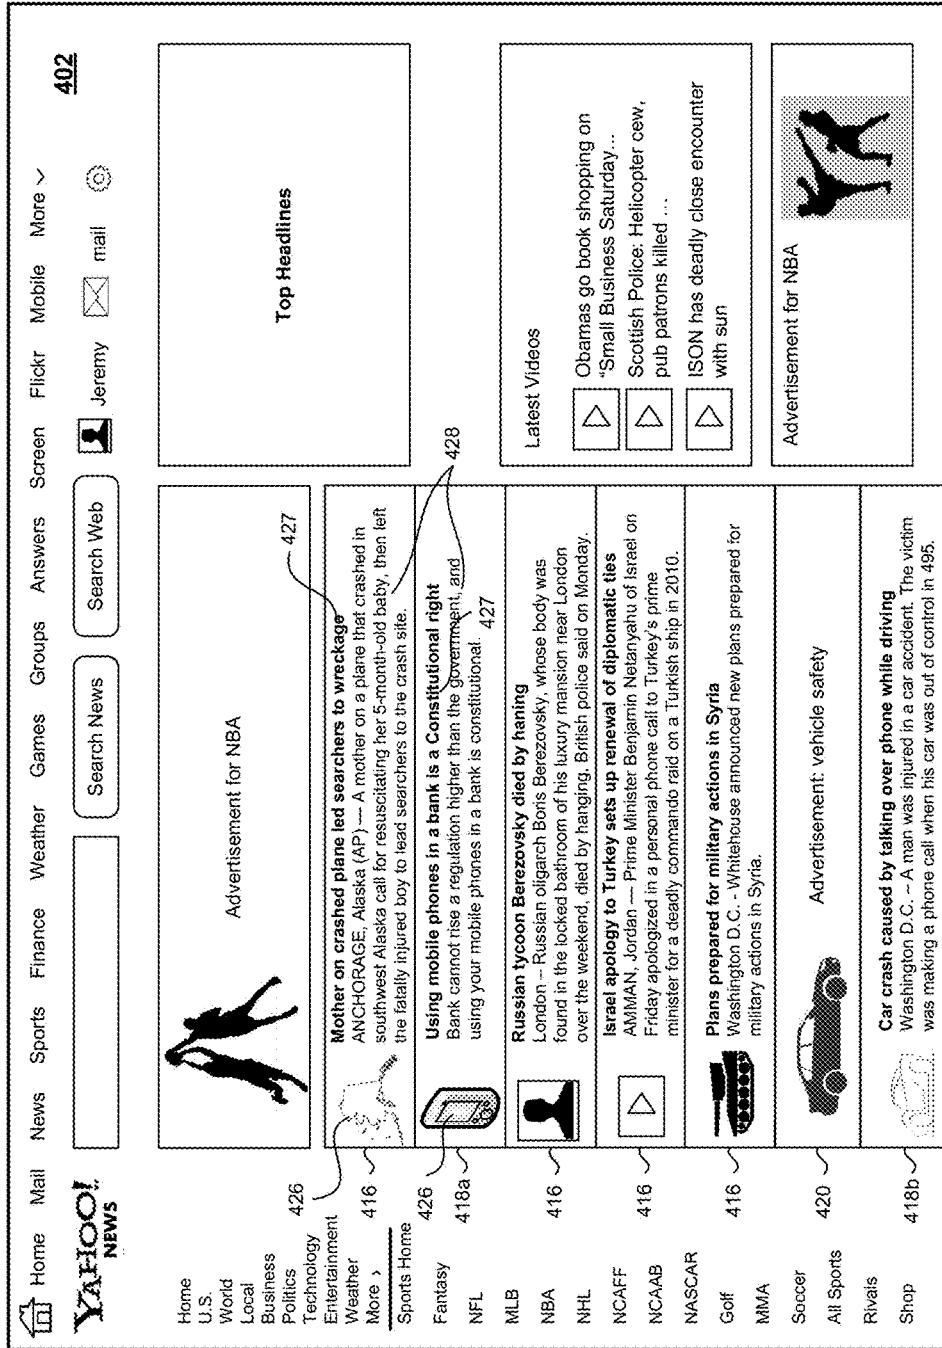 Home Mail News Sports Finance Weather Games Groups Answers Screen Flickr Mobile More
402
YAHOO!
NEWS
Search News
Search Web
Jeremy
mail
Home
U.S.
World
Local
Business
Politics
Technology
Entertainment
Weather
More >
Sports Home
Fantasy
NFL
MLB
NBA
NHL
NCAFF
NCAAB
NASCAR
Golf
MMA
Soccer
All Sports
Rivals
Shop
Advertisement for NBA
427
426
416
Mother on crashed plane led searchers to wreckage
ANCHORAGE, Alaska (AP) — A mother on a plane that crashed in
southwest Alaska call for resuscitating her 5-month-old baby, then left
the fatally injured boy to lead searchers to the crash site.
428
426
418a
Using mobile phones in a bank is a Constitutional right
Bank cannot rise a regulation higher than the government, and
using your mobile phones in a bank is constitutional.
427
416
Russian tycoon Berezovsky died by haning
London – Russian oligarch Boris Berezovsky, whose body was
found in the locked bathroom of his luxury mansion near London
over the weekend, died by hanging, British police said on Monday.
416
Israel apology to Turkey sets up renewal of diplomatic ties
AMMAN, Jordan — Prime Minister Benjamin Netanyahu of Israel on
Friday apologized in a personal phone call to Turkey's prime
minister for a deadly commando raid on a Turkish ship in 2010.
416
Plans prepared for military actions in Syria
Washington D.C. - Whitehouse announced new plans prepared for
military actions in Syria.
420
Advertisement: vehicle safety
418b
Car crash caused by talking over phone while driving
Washington D.C. – A man was injured in a car accident. The victim
was making a phone call when his car was out of control in 495.
Top Headlines
Latest Videos
Obamas go book shopping on
“Small Business Saturday...
Scottish Police: Helicopter cew,
pub patrons killed ...
ISON has deadly close encounter
with sun
Advertisement for NBA